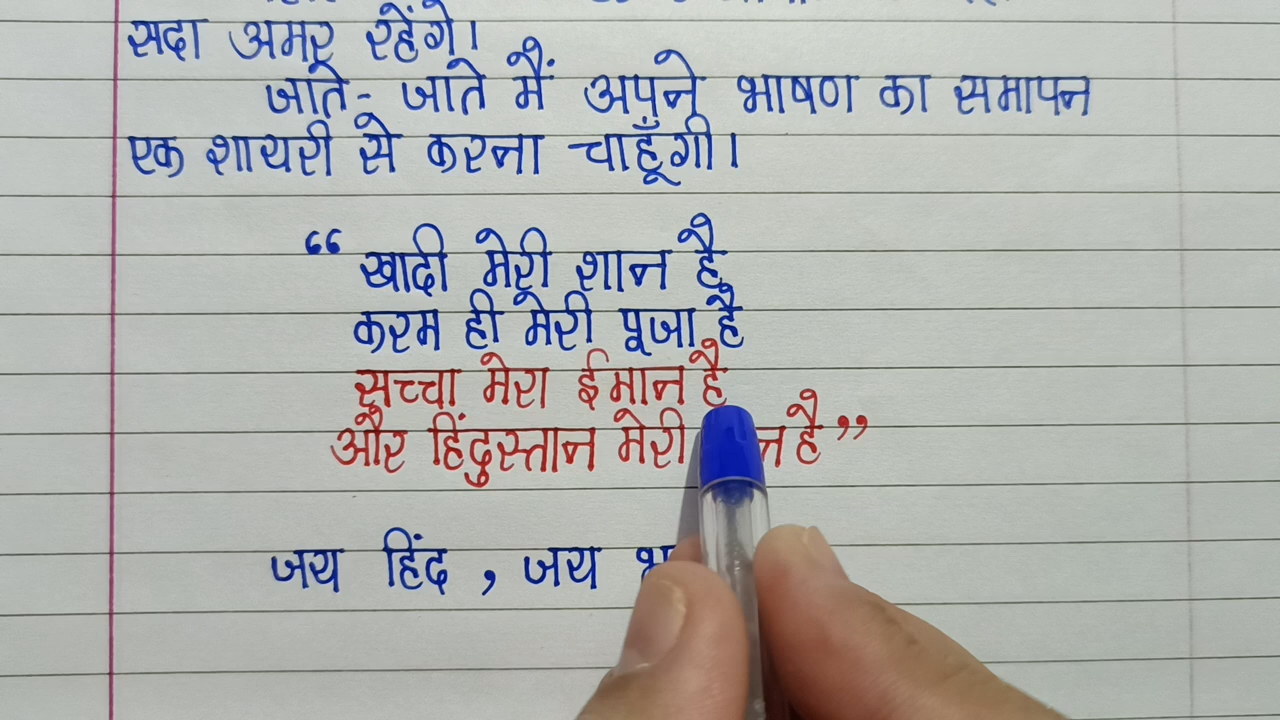 सदा अमर रहेंगे।
जाते- जाते मैं अपने भाषण का समापन
एक शायरी से करना चाहूँगी।
“ खादी मेरी शान है
करम ही मेरी पूजा है
सच्चा मेरा ईमान है
और हिंदुस्तान मेरी है ”
जय हिंद , जय